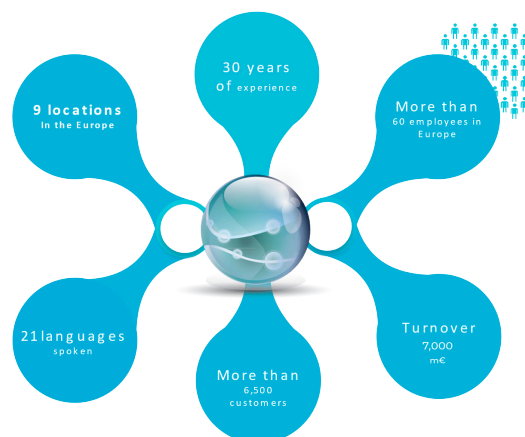 30 years
of experience
9 locations
In the Europe
More than
60 employees in
Europe
21languages
spoken
More than
6,500
customers
Turnover
7,000
m€